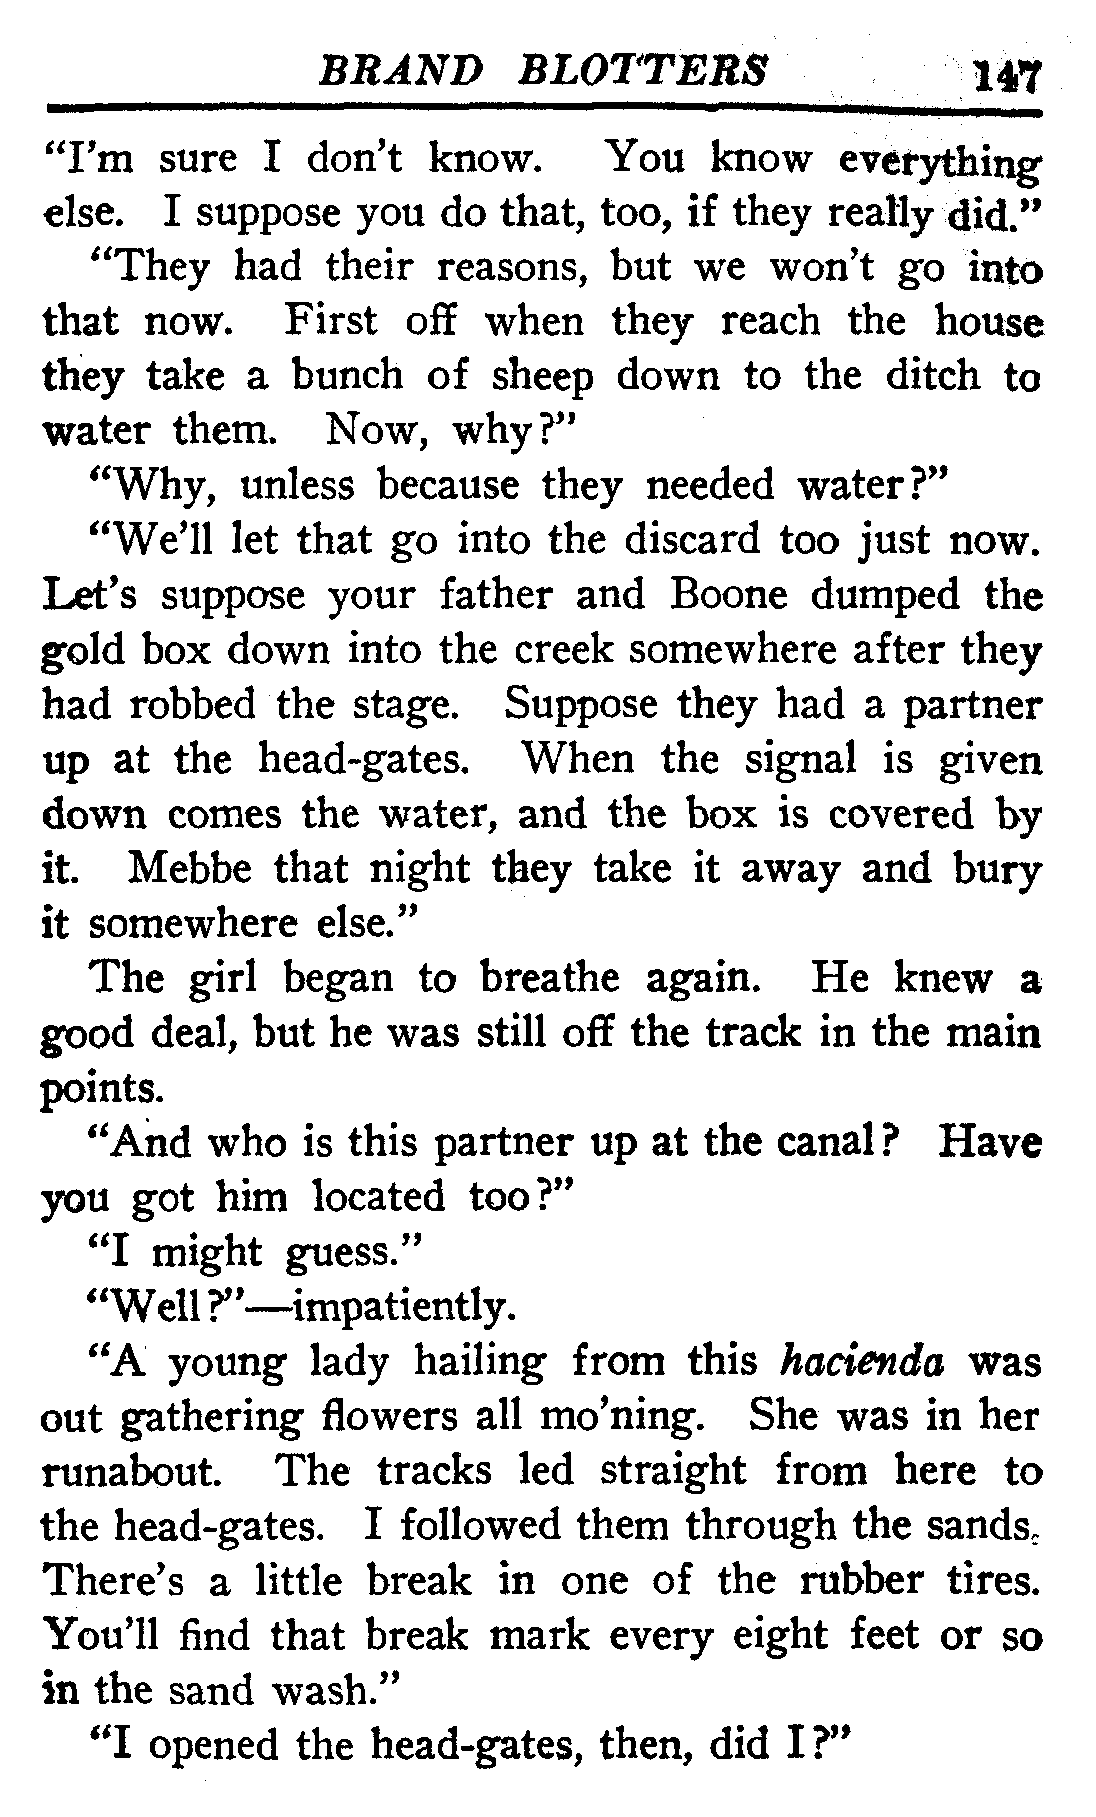 BRAND BLOTTERS 147
"I'm sure I don't know. You know everything
else. I suppose you do that, too, if they really did."
"They had their reasons, but we won't go into
that now. First off when they reach the house
they take a bunch of sheep down to the ditch to
water them. Now, why?"
"Why, unless because they needed water?"
"We'll let that go into the discard too just now.
Let's suppose your father and Boone dumped the
gold box down into the creek somewhere after they
had robbed the stage. Suppose they had a partner
up at the head-gates. When the signal is given
down comes the water, and the box is covered by
it. Mebbe that night they take it away and bury
it somewhere else."
The girl began to breathe again. He knew a
good deal, but he was still off the track in the main
points.
"And who is this partner up at the canal? Have
you got him located too?"
"I might guess."
"Well?"—impatiently.
"A young lady hailing from this hacienda was
out gathering flowers all mo'ning. She was in her
runabout. The tracks led straight from here to
the head-gates. I followed them through the sands.
There's a little break in one of the rubber tires.
You'll find that break mark every eight feet or so
in the sand wash."
"I opened the head-gates, then, did I?"